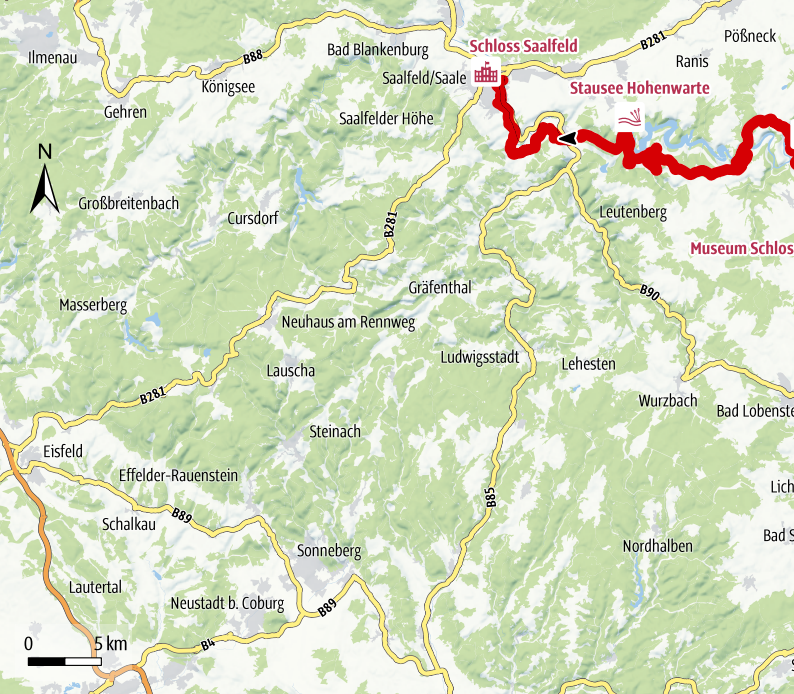 Pößneck
B281
Schloss Saalfeld
Bad Blankenburg
Ilmenau
B88
Ranis
Saalfeld/Saale
Königsee
Stausee Hohenwarte
Gehren
Saalfelder Höhe
N
Großbreitenbach
Cursdorf
B281
Leutenberg
Museum Schlos
Gräfenthal
B90
Masserberg
Neuhaus am Rennweg
Ludwigsstadt
Lehesten
Lauscha
B281
Wurzbach
Bad Lobenste
Steinach
Eisfeld
Effelder-Rauenstein
Lich
B85
B89
Schalkau
Bad S
Sonneberg
Nordhalben
Lautertal
Neustadt b. Coburg
B89
B4
0 5 km